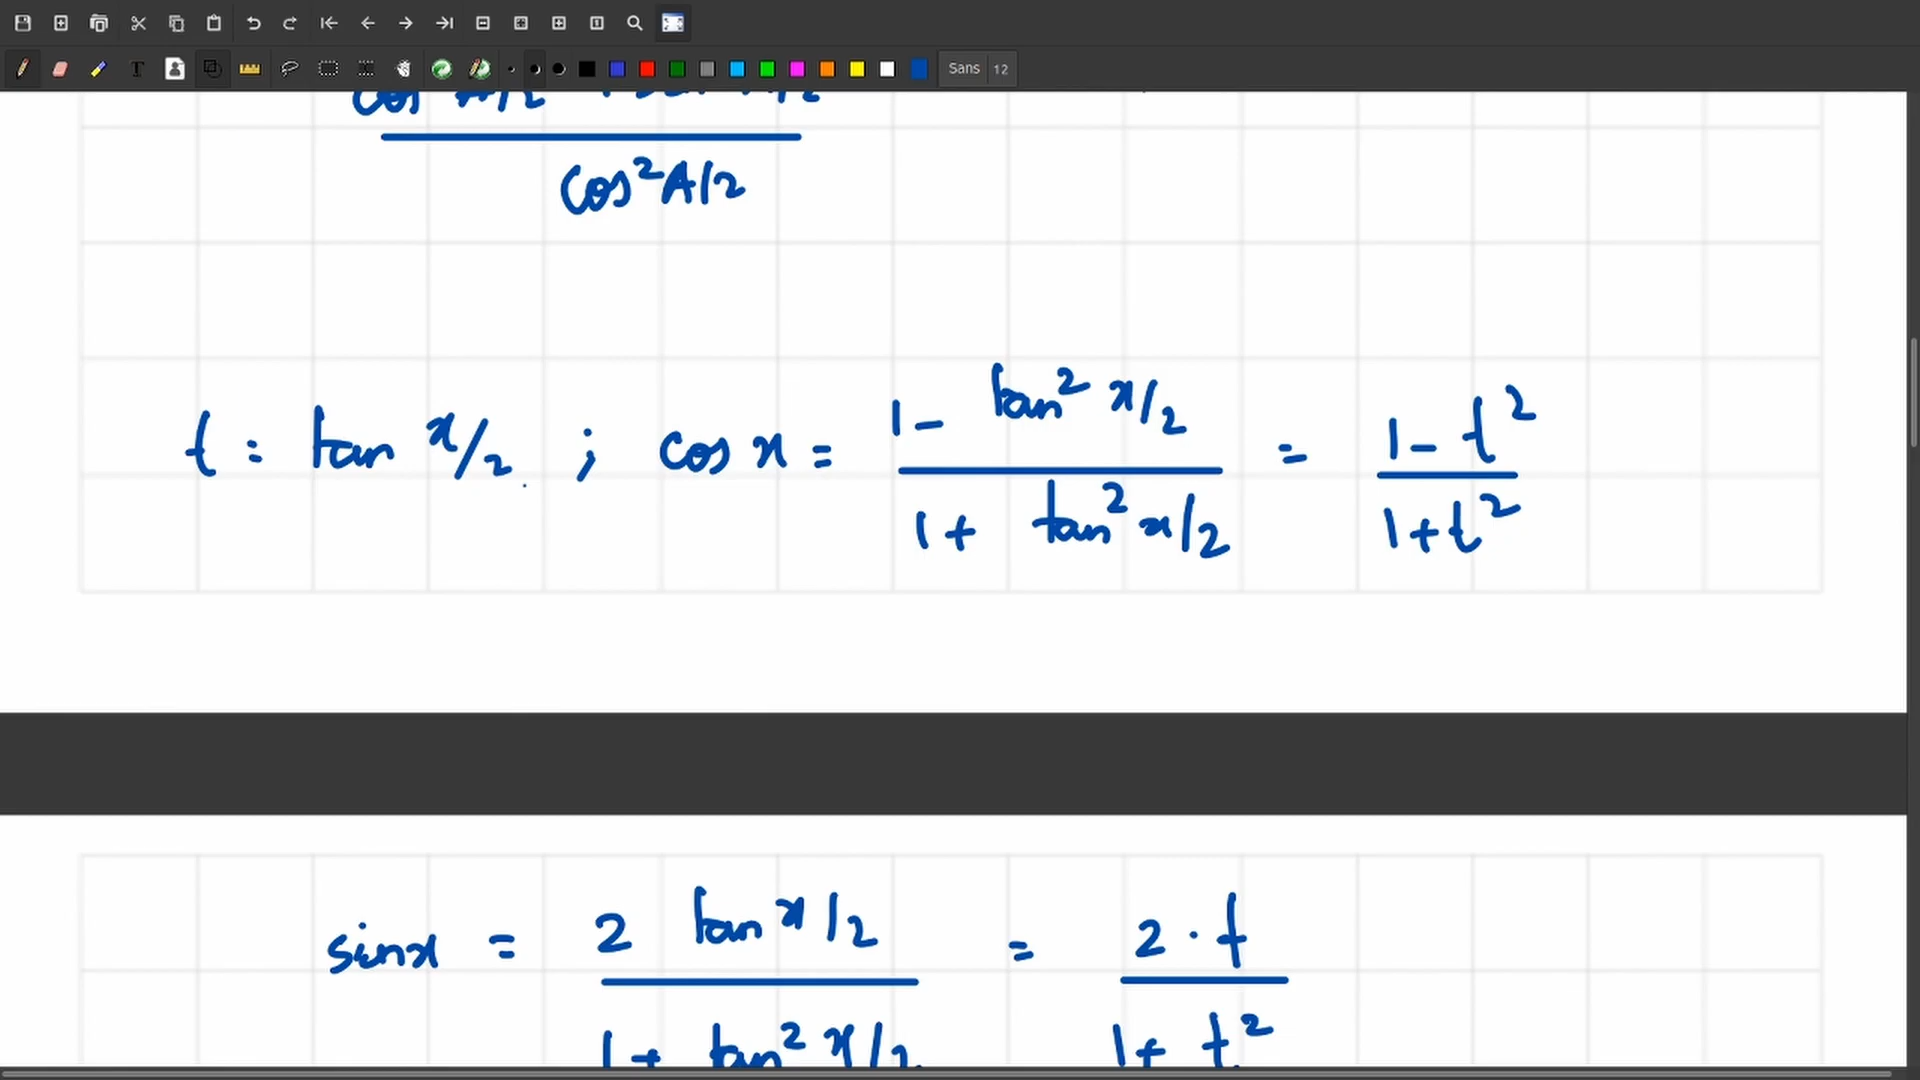 Sans 12
cos²A/2
t = tan x/2 ; cos x = (1 - tan² x/2)/(1 + tan² x/2) = (1 - t²)/(1 + t²)
sinx = (2 tan x/2)/(1 + tan² x/2) = (2 · t)/(1 + t²)